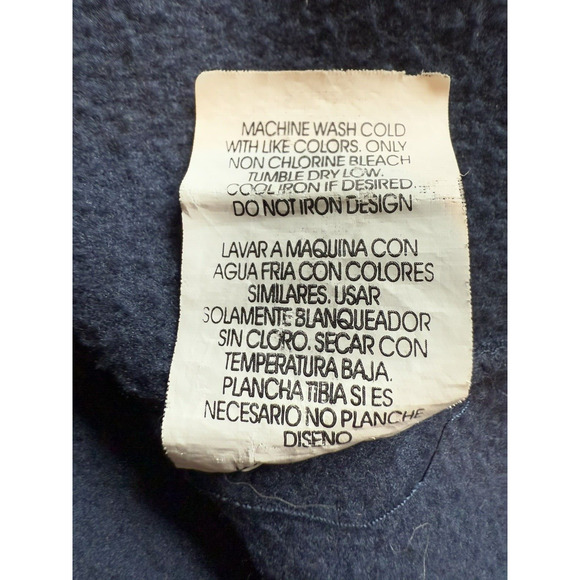 MACHINE WASH COLD
WITH LIKE COLORS. ONLY
NON CHLORINE BLEACH
TUMBLE DRY LOW.
COOL IRON IF DESIRED.
DO NOT IRON DESIGN
LAVAR A MAQUINA CON
AGUA FRIA CON COLORES
SIMILARES. USAR
SOLAMENTE BLANQUEADOR
SIN CLORO. SECAR CON
TEMPERATURA BAJA.
PLANCHA TIBIA SI ES
NECESARIO NO PLANCHE
DISENO